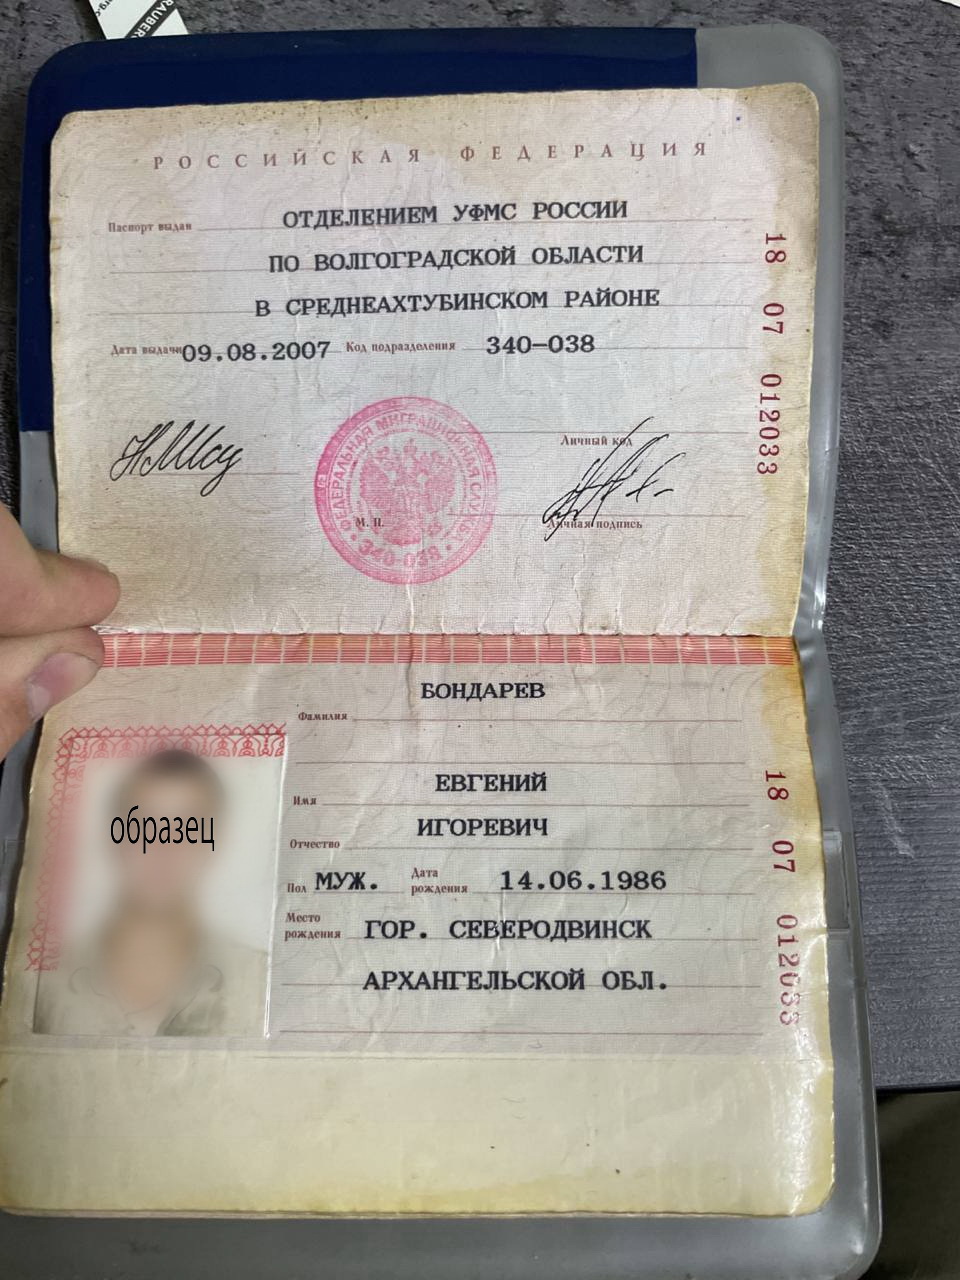 RAUBER
РОССИЙСКАЯ ФЕДЕРАЦИЯ
Паспорт выдан ОТДЕЛЕНИЕМ УФМС РОССИИ
ПО ВОЛГОГРАДСКОЙ ОБЛАСТИ
В СРЕДНЕАХТУБИНСКОМ РАЙОНЕ
Дата выдачи 09.08.2007 Код подразделения 340-038
18 07 012033
Личный код
ФЕДЕРАЛЬНАЯ МИГРАЦИОННАЯ СЛУЖБА
340-038
М. П.
Личная подпись
БОНДАРЕВ
Фамилия
ЕВГЕНИЙ
Имя
ИГОРЕВИЧ
Отчество
Пол МУЖ. Дата рождения 14.06.1986
Место рождения ГОР. СЕВЕРОДВИНСК
АРХАНГЕЛЬСКОЙ ОБЛ.
18 07 012033
образец